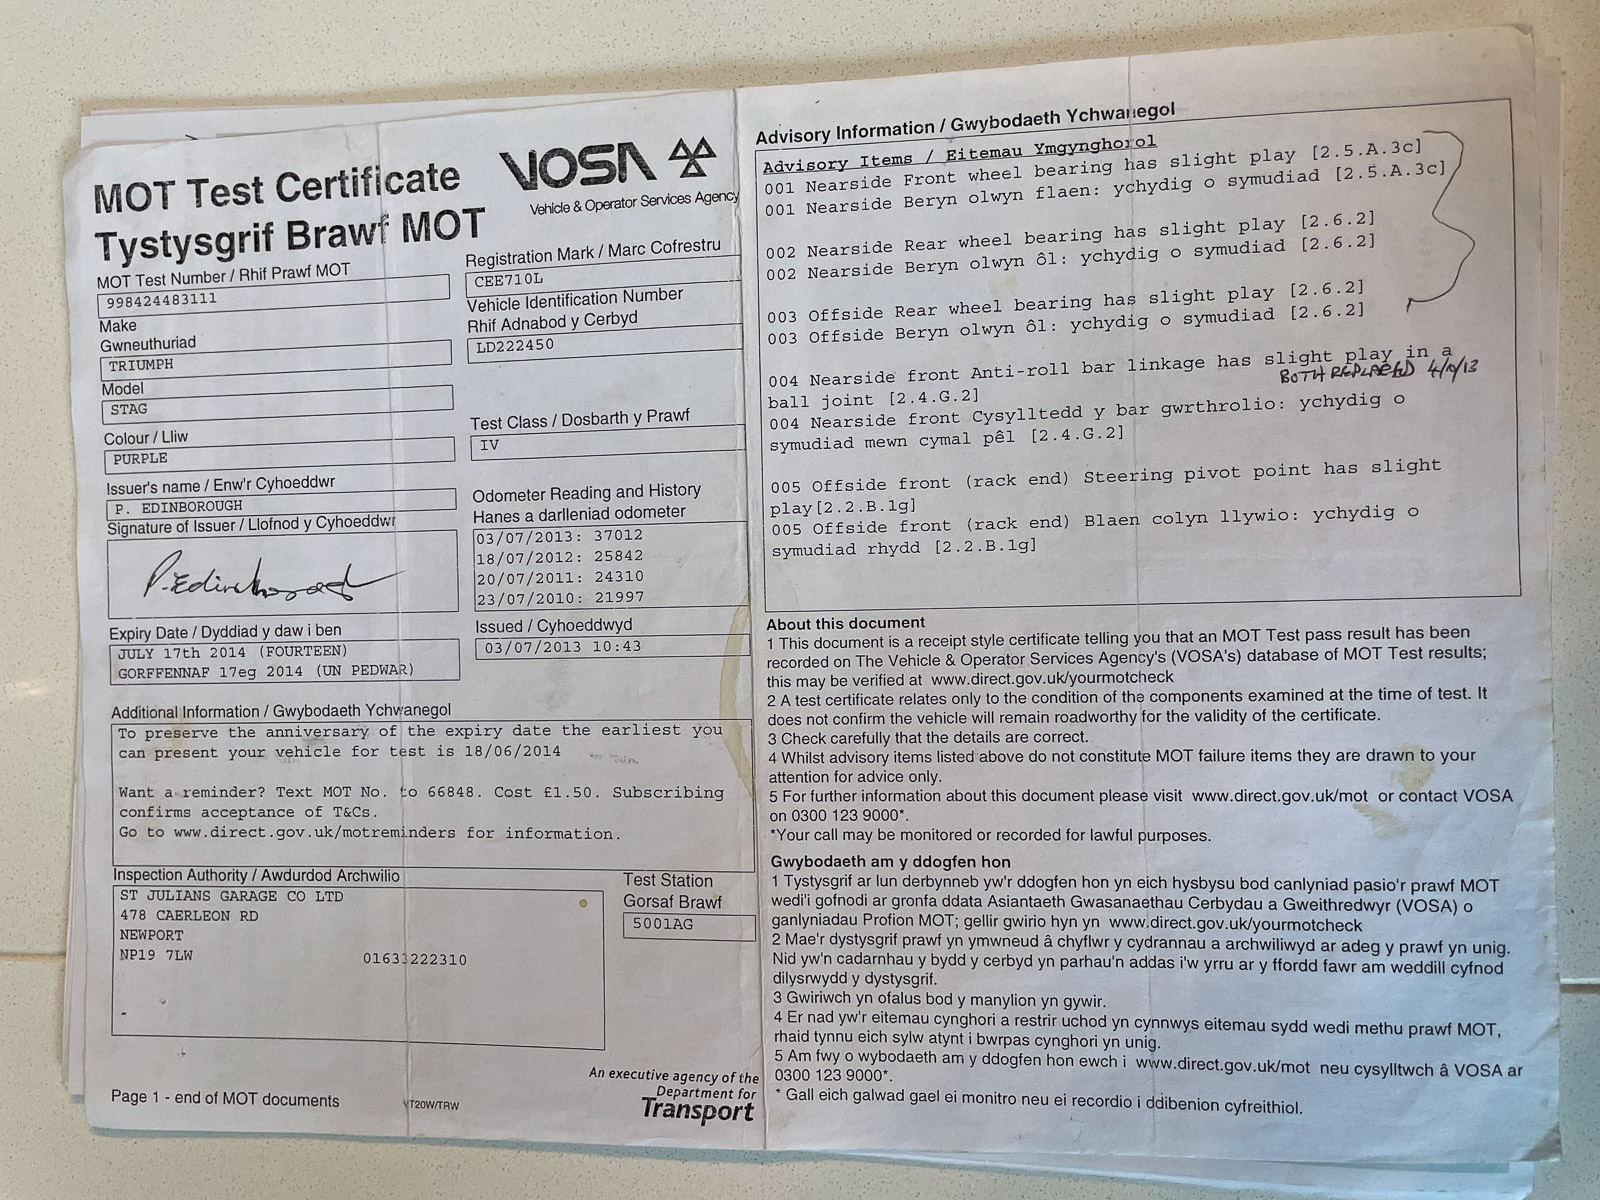 MOT Test Certificate
Tystysgrif Brawf MOT
VOSA
Vehicle & Operator Services Agency
MOT Test Number / Rhif Prawf MOT
998424483111
Make
Gwneuthuriad
TRIUMPH
Model
STAG
Colour / Lliw
PURPLE
Issuer's name / Enw'r Cyhoeddwr
P. EDINBOROUGH
Signature of Issuer / Llofnod y Cyhoeddwr
P. Edinborough
Expiry Date / Dyddiad y daw i ben
JULY 17th 2014 (FOURTEEN)
GORFFENNAF 17eg 2014 (UN PEDWAR)
Registration Mark / Marc Cofrestru
CEE710L
Vehicle Identification Number
Rhif Adnabod y Cerbyd
LD222450
Test Class / Dosbarth y Prawf
IV
Odometer Reading and History
Hanes a darlleniad odometer
03/07/2013: 37012
18/07/2012: 25842
20/07/2011: 24310
23/07/2010: 21997
Issued / Cyhoeddwyd
03/07/2013 10:43
Additional Information / Gwybodaeth Ychwanegol
To preserve the anniversary of the expiry date the earliest you
can present your vehicle for test is 18/06/2014
Want a reminder? Text MOT No. to 66848. Cost £1.50. Subscribing
confirms acceptance of T&Cs.
Go to www.direct.gov.uk/motreminders for information.
Inspection Authority / Awdurdod Archwilio
ST JULIANS GARAGE CO LTD
478 CAERLEON RD
NEWPORT
NP19 7LW 01633222310
Test Station
Gorsaf Brawf
5001AG
An executive agency of the
Department for
Transport
Page 1 - end of MOT documents
VT20W/TRW
Advisory Information / Gwybodaeth Ychwanegol
Advisory Items / Eitemau Ymgynghorol
001 Nearside Front wheel bearing has slight play [2.5.A.3c]
001 Nearside Beryn olwyn flaen: ychydig o symudiad [2.5.A.3c]
002 Nearside Rear wheel bearing has slight play [2.6.2]
002 Nearside Beryn olwyn ôl: ychydig o symudiad [2.6.2]
003 Offside Rear wheel bearing has slight play [2.6.2]
003 Offside Beryn olwyn ôl: ychydig o symudiad [2.6.2]
004 Nearside front Anti-roll bar linkage has slight play in a
BOTH REPLACED 4/10/13
ball joint [2.4.G.2]
004 Nearside front Cysylltedd y bar gwrthrolio: ychydig o
symudiad mewn cymal pêl [2.4.G.2]
005 Offside front (rack end) Steering pivot point has slight
play[2.2.B.1g]
005 Offside front (rack end) Blaen colyn llywio: ychydig o
symudiad rhydd [2.2.B.1g]
About this document
1 This document is a receipt style certificate telling you that an MOT Test pass result has been
recorded on The Vehicle & Operator Services Agency's (VOSA's) database of MOT Test results;
this may be verified at www.direct.gov.uk/yourmotcheck
2 A test certificate relates only to the condition of the components examined at the time of test. It
does not confirm the vehicle will remain roadworthy for the validity of the certificate.
3 Check carefully that the details are correct.
4 Whilst advisory items listed above do not constitute MOT failure items they are drawn to your
attention for advice only.
5 For further information about this document please visit www.direct.gov.uk/mot or contact VOSA
on 0300 123 9000*.
*Your call may be monitored or recorded for lawful purposes.
Gwybodaeth am y ddogfen hon
1 Tystysgrif ar lun derbynneb yw'r ddogfen hon yn eich hysbysu bod canlyniad pasio'r prawf MOT
wedi'i gofnodi ar gronfa ddata Asiantaeth Gwasanaethau Cerbydau a Gweithredwyr (VOSA) o
ganlyniadau Profion MOT; gellir gwirio hyn yn www.direct.gov.uk/yourmotcheck
2 Mae'r dystysgrif prawf yn ymwneud â chyflwr y cydrannau a archwiliwyd ar adeg y prawf yn unig.
Nid yw'n cadarnhau y bydd y cerbyd yn parhau'n addas i'w yrru ar y ffordd fawr am weddill cyfnod
dilysrwydd y dystysgrif.
3 Gwiriwch yn ofalus bod y manylion yn gywir.
4 Er nad yw'r eitemau cynghori a restrir uchod yn cynnwys eitemau sydd wedi methu prawf MOT,
rhaid tynnu eich sylw atynt i bwrpas cynghori yn unig.
5 Am fwy o wybodaeth am y ddogfen hon ewch i www.direct.gov.uk/mot neu cysylltwch â VOSA ar
0300 123 9000*.
* Gall eich galwad gael ei monitro neu ei recordio i ddibenion cyfreithiol.